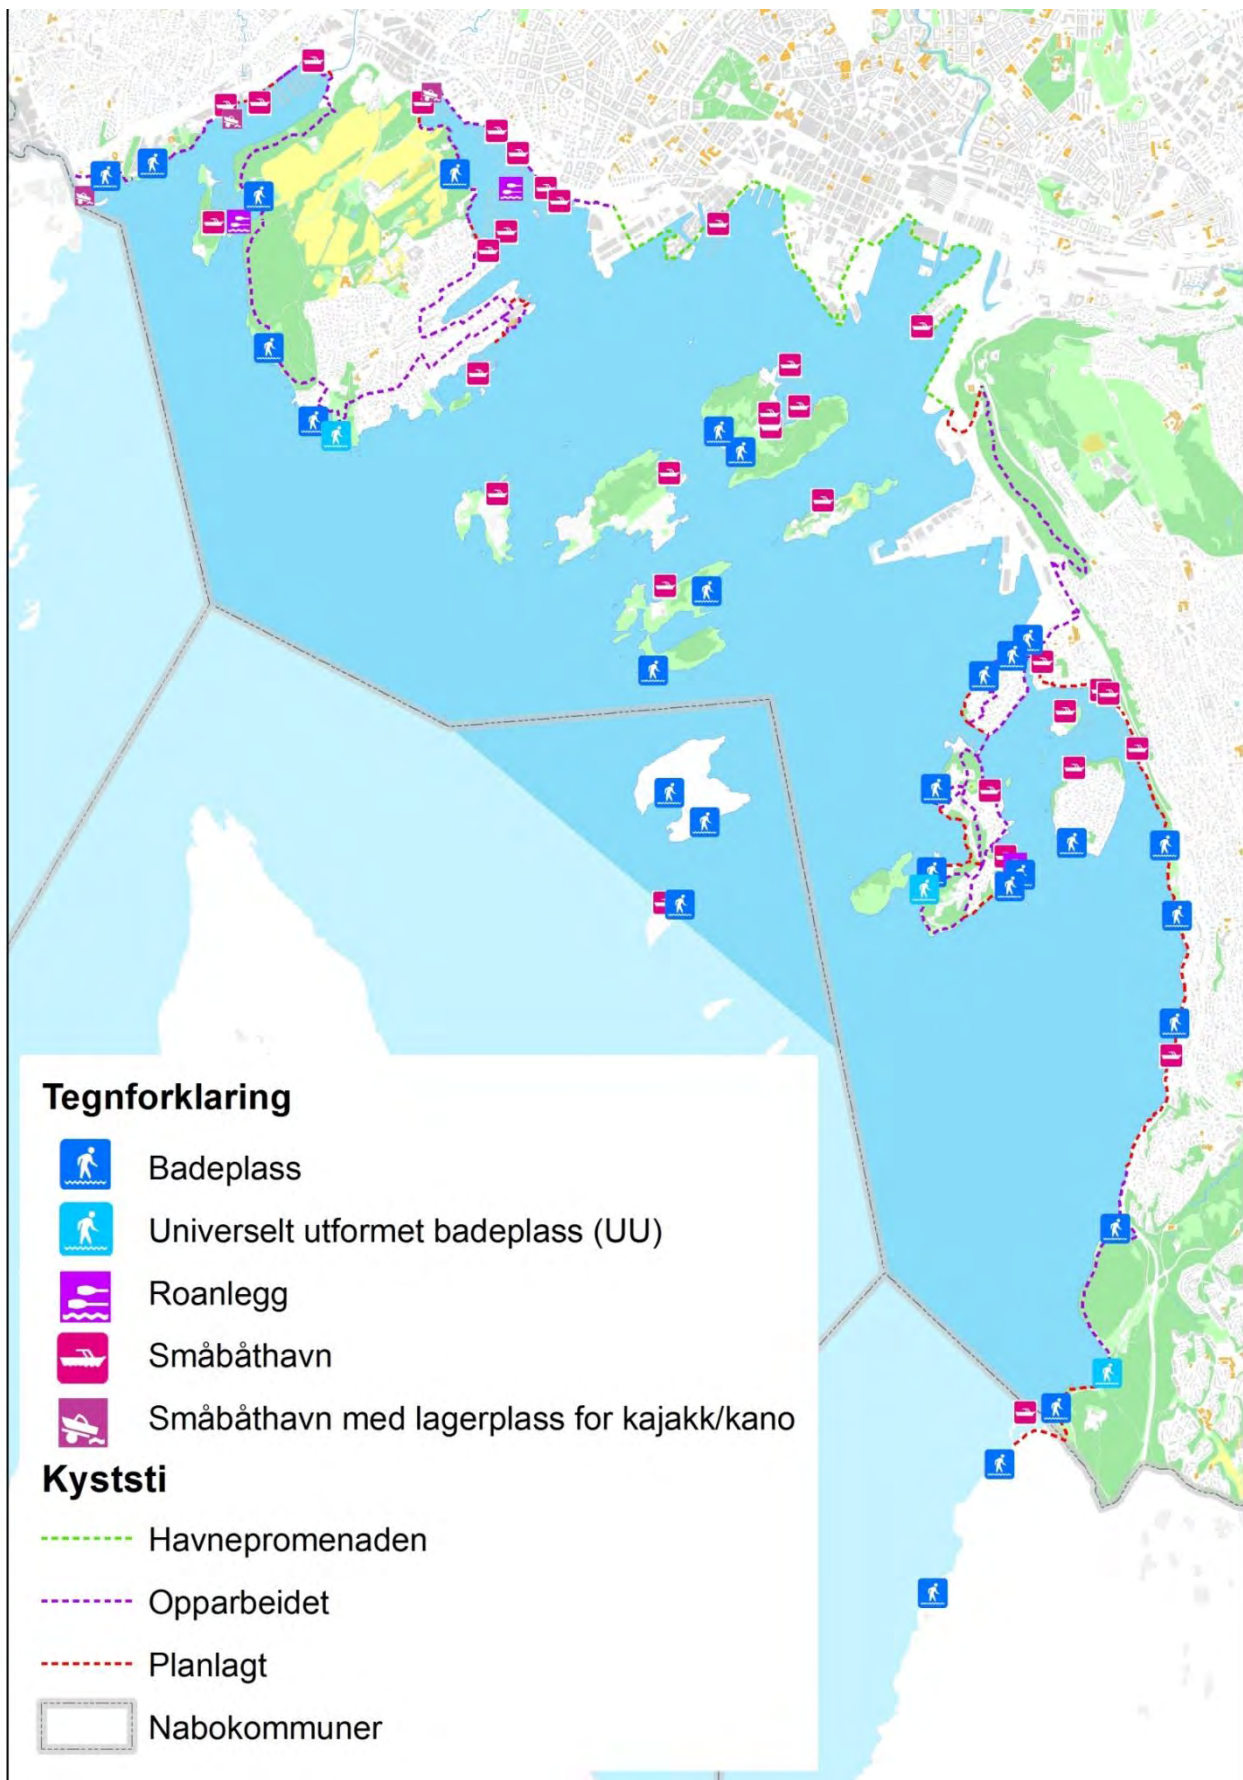 Tegnforklaring
Badeplass
Universelt utformet badeplass (UU)
Roanlegg
Småbåthavn
Småbåthavn med lagerplass for kajakk/kano
Kyststi
Havnepromenaden
Opparbeidet
Planlagt
Nabokommuner